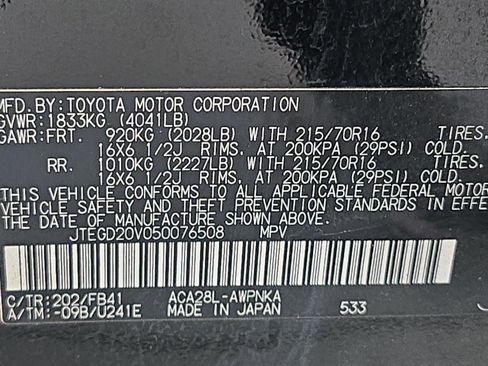 MFD. BY: TOYOTA MOTOR CORPORATION
GVWR: 1833KG (4041LB)
GAWR: FRT. 920KG (2028LB) WITH 215/70R16 TIRES.
16X6 1/2J RIMS. AT 200KPA (29PSI) COLD.
RR. 1010KG (2227LB) WITH 215/70R16 TIRES.
16X6 1/2J RIMS. AT 200KPA (29PSI) COLD.
THIS VEHICLE CONFORMS TO ALL APPLICABLE FEDERAL MOTOR
VEHICLE SAFETY AND THEFT PREVENTION STANDARDS IN EFFE
THE DATE OF MANUFACTURE SHOWN ABOVE.
JTEGD20V050076508 MPV
C/TR: 202/FB41 ACA28L-AWPNKA
A/TM: -09B/U241E MADE IN JAPAN 533